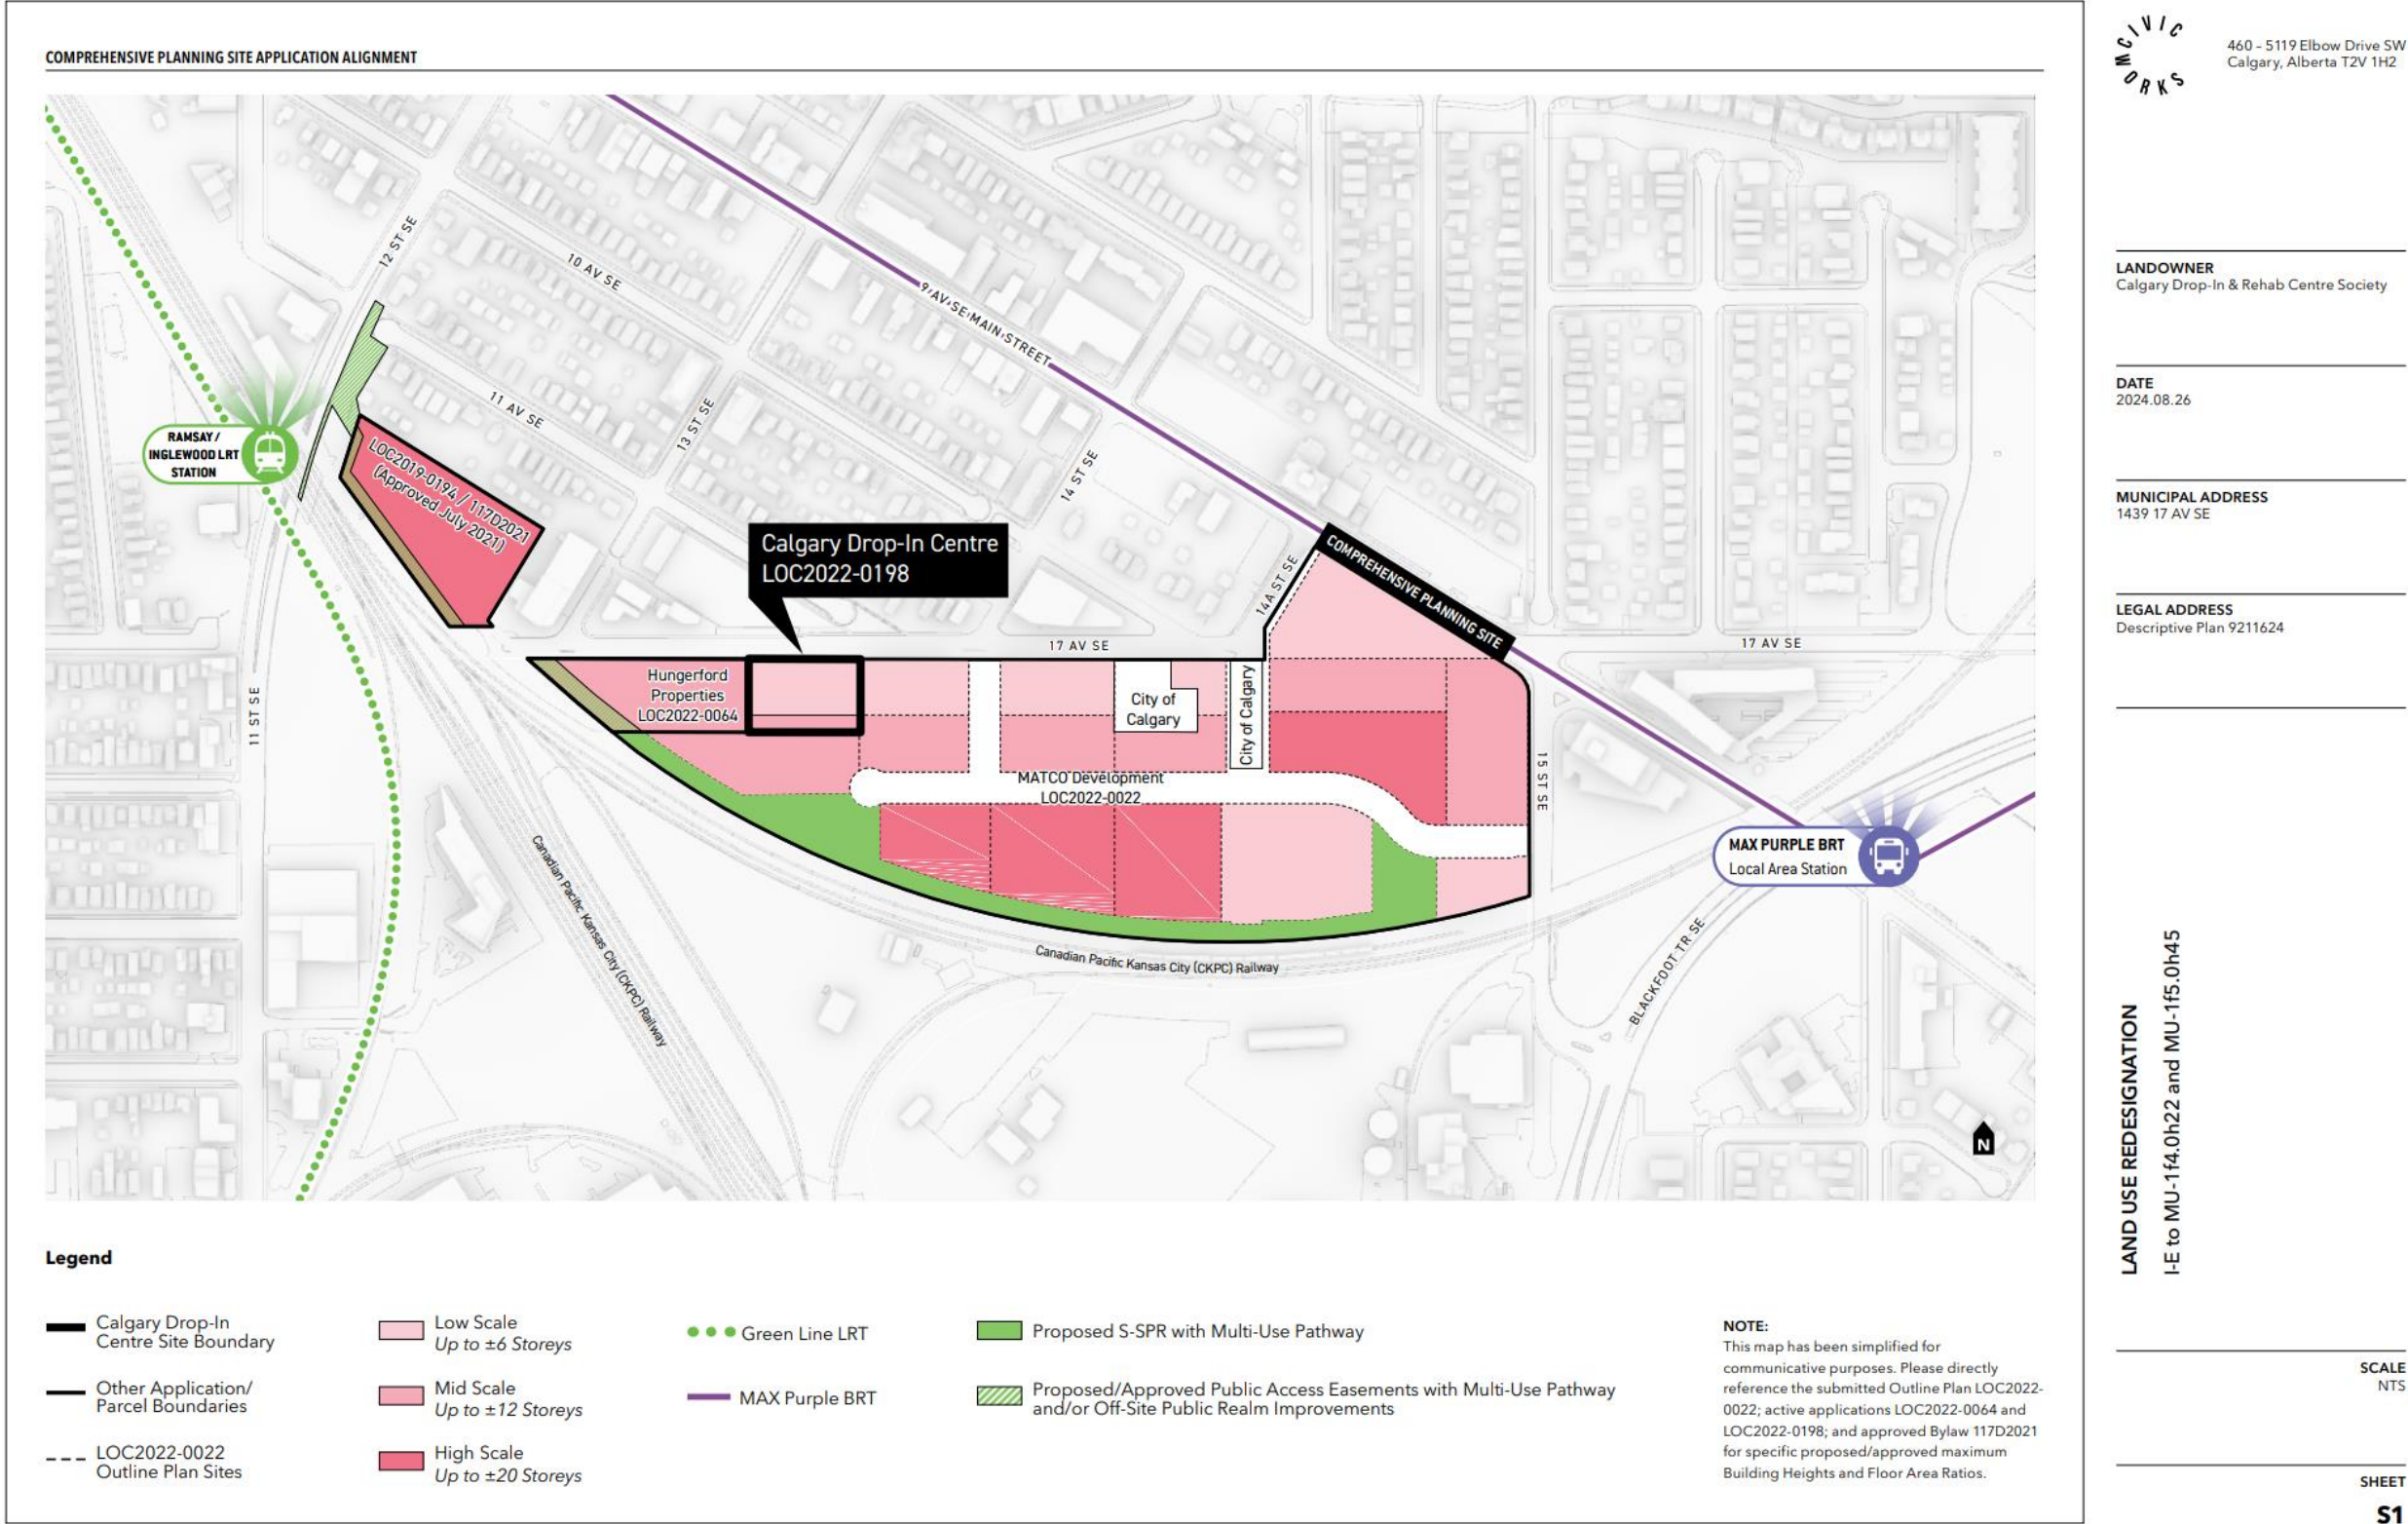 COMPREHENSIVE PLANNING SITE APPLICATION ALIGNMENT
12 ST SE
10 AV SE
9 AV SE MAIN STREET
11 AV SE
13 ST SE
14 ST SE
RAMSAY /
INGLEWOOD LRT
STATION
LOC2019-0194 / 117D2021
(Approved July 2021)
Calgary Drop-In Centre
LOC2022-0198
14A ST SE
COMPREHENSIVE PLANNING SITE
17 AV SE
17 AV SE
Hungerford
Properties
LOC2022-0064
City of
Calgary
City of Calgary
11 ST SE
MATCO Development
LOC2022-0022
15 ST SE
MAX PURPLE BRT
Local Area Station
Canadian Pacific Kansas City (CKPC) Railway
Canadian Pacific Kansas City (CKPC) Railway
BLACKFOOT TR SE
N
Legend
Calgary Drop-In
Centre Site Boundary
Other Application/
Parcel Boundaries
LOC2022-0022
Outline Plan Sites
Low Scale
Up to ±6 Storeys
Mid Scale
Up to ±12 Storeys
High Scale
Up to ±20 Storeys
Green Line LRT
MAX Purple BRT
Proposed S-SPR with Multi-Use Pathway
Proposed/Approved Public Access Easements with Multi-Use Pathway
and/or Off-Site Public Realm Improvements
NOTE:
This map has been simplified for
communicative purposes. Please directly
reference the submitted Outline Plan LOC2022-
0022; active applications LOC2022-0064 and
LOC2022-0198; and approved Bylaw 117D2021
for specific proposed/approved maximum
Building Heights and Floor Area Ratios.
CIVIC
WORKS
460 – 5119 Elbow Drive SW
Calgary, Alberta T2V 1H2
LANDOWNER
Calgary Drop-In & Rehab Centre Society
DATE
2024.08.26
MUNICIPAL ADDRESS
1439 17 AV SE
LEGAL ADDRESS
Descriptive Plan 9211624
LAND USE REDESIGNATION
I-E to MU-1f4.0h22 and MU-1f5.0h45
SCALE
NTS
SHEET
S1